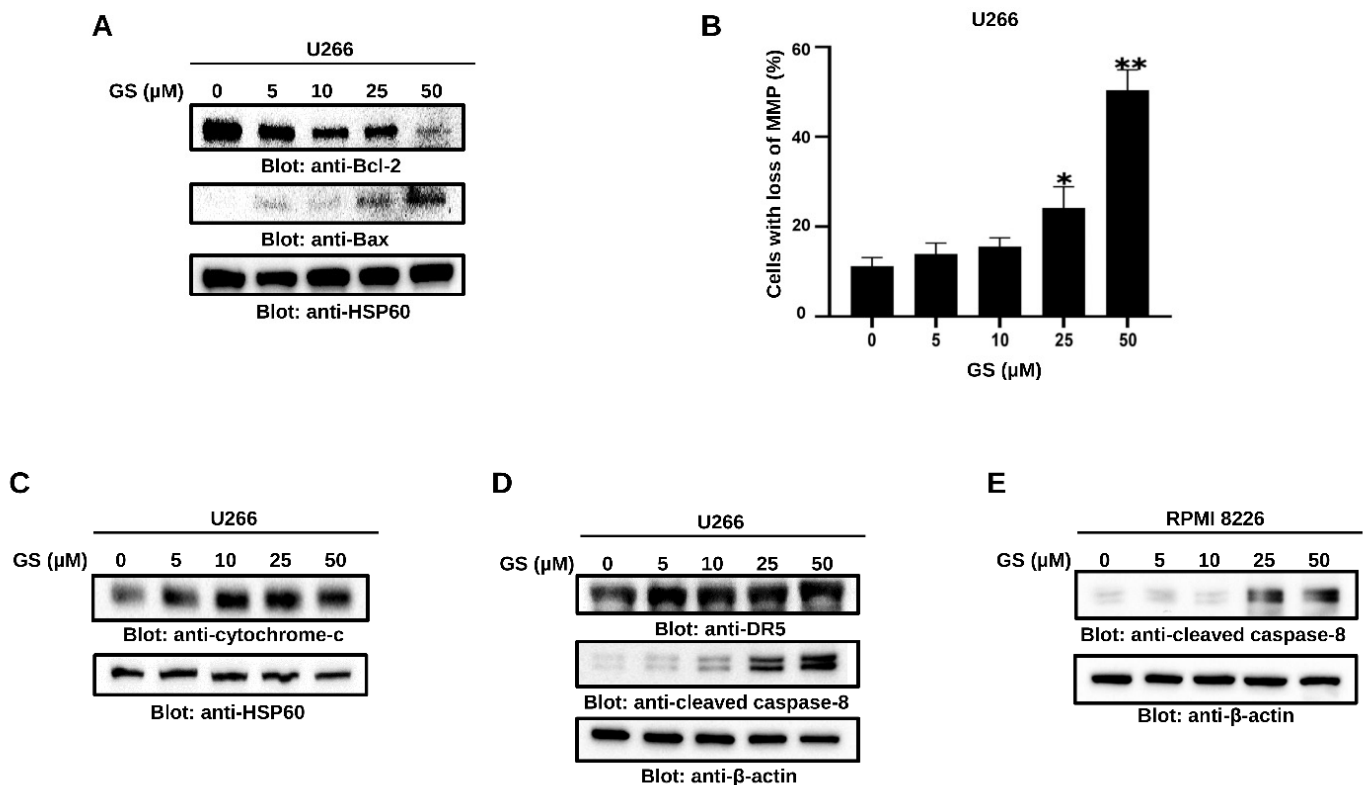 A
U266
GS (µM) 0 5 10 25 50
Blot: anti-Bcl-2
Blot: anti-Bax
Blot: anti-HSP60
B
U266
Cells with loss of MMP (%)
60
40
20
0
*
**
0 5 10 25 50
GS (µM)
C
U266
GS (µM) 0 5 10 25 50
Blot: anti-cytochrome-c
Blot: anti-HSP60
D
U266
GS (µM) 0 5 10 25 50
Blot: anti-DR5
Blot: anti-cleaved caspase-8
Blot: anti-β-actin
E
RPMI 8226
GS (µM) 0 5 10 25 50
Blot: anti-cleaved caspase-8
Blot: anti-β-actin